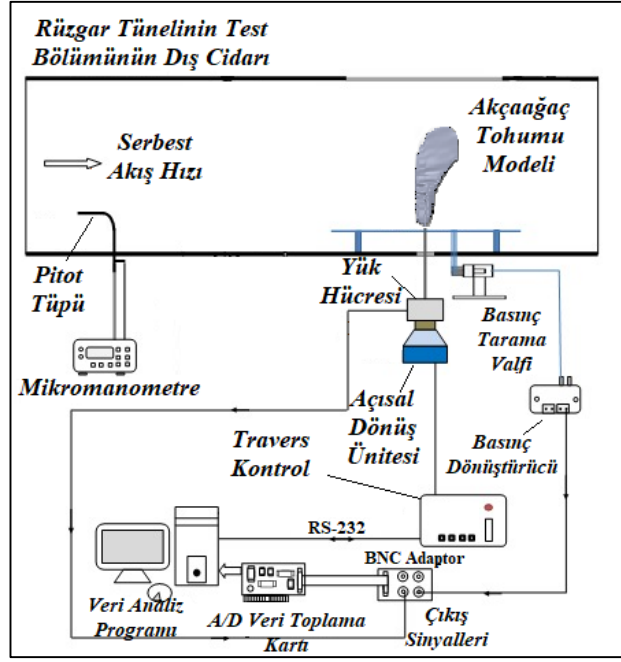 Rüzgar Tünelinin Test
Bölümünün Dış Cidarı
Serbest
Akış Hızı
Akçaağaç
Tohumu
Modeli
Pitot
Tüpü
Yük
Hücresi
Basınç
Tarama
Valfi
Mikromanometre
Açısal
Dönüş
Ünitesi
Basınç
Dönüştürücü
Travers
Kontrol
RS-232
BNC Adaptor
Veri Analiz
Programı
A/D Veri Toplama
Kartı
Çıkış
Sinyalleri